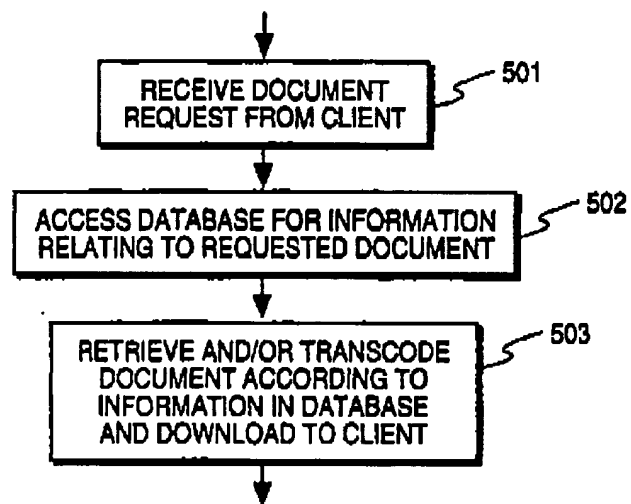 RECEIVE DOCUMENT
REQUEST FROM CLIENT
501
ACCESS DATABASE FOR INFORMATION
RELATING TO REQUESTED DOCUMENT
502
RETRIEVE AND/OR TRANSCODE
DOCUMENT ACCORDING TO
INFORMATION IN DATABASE
AND DOWNLOAD TO CLIENT
503